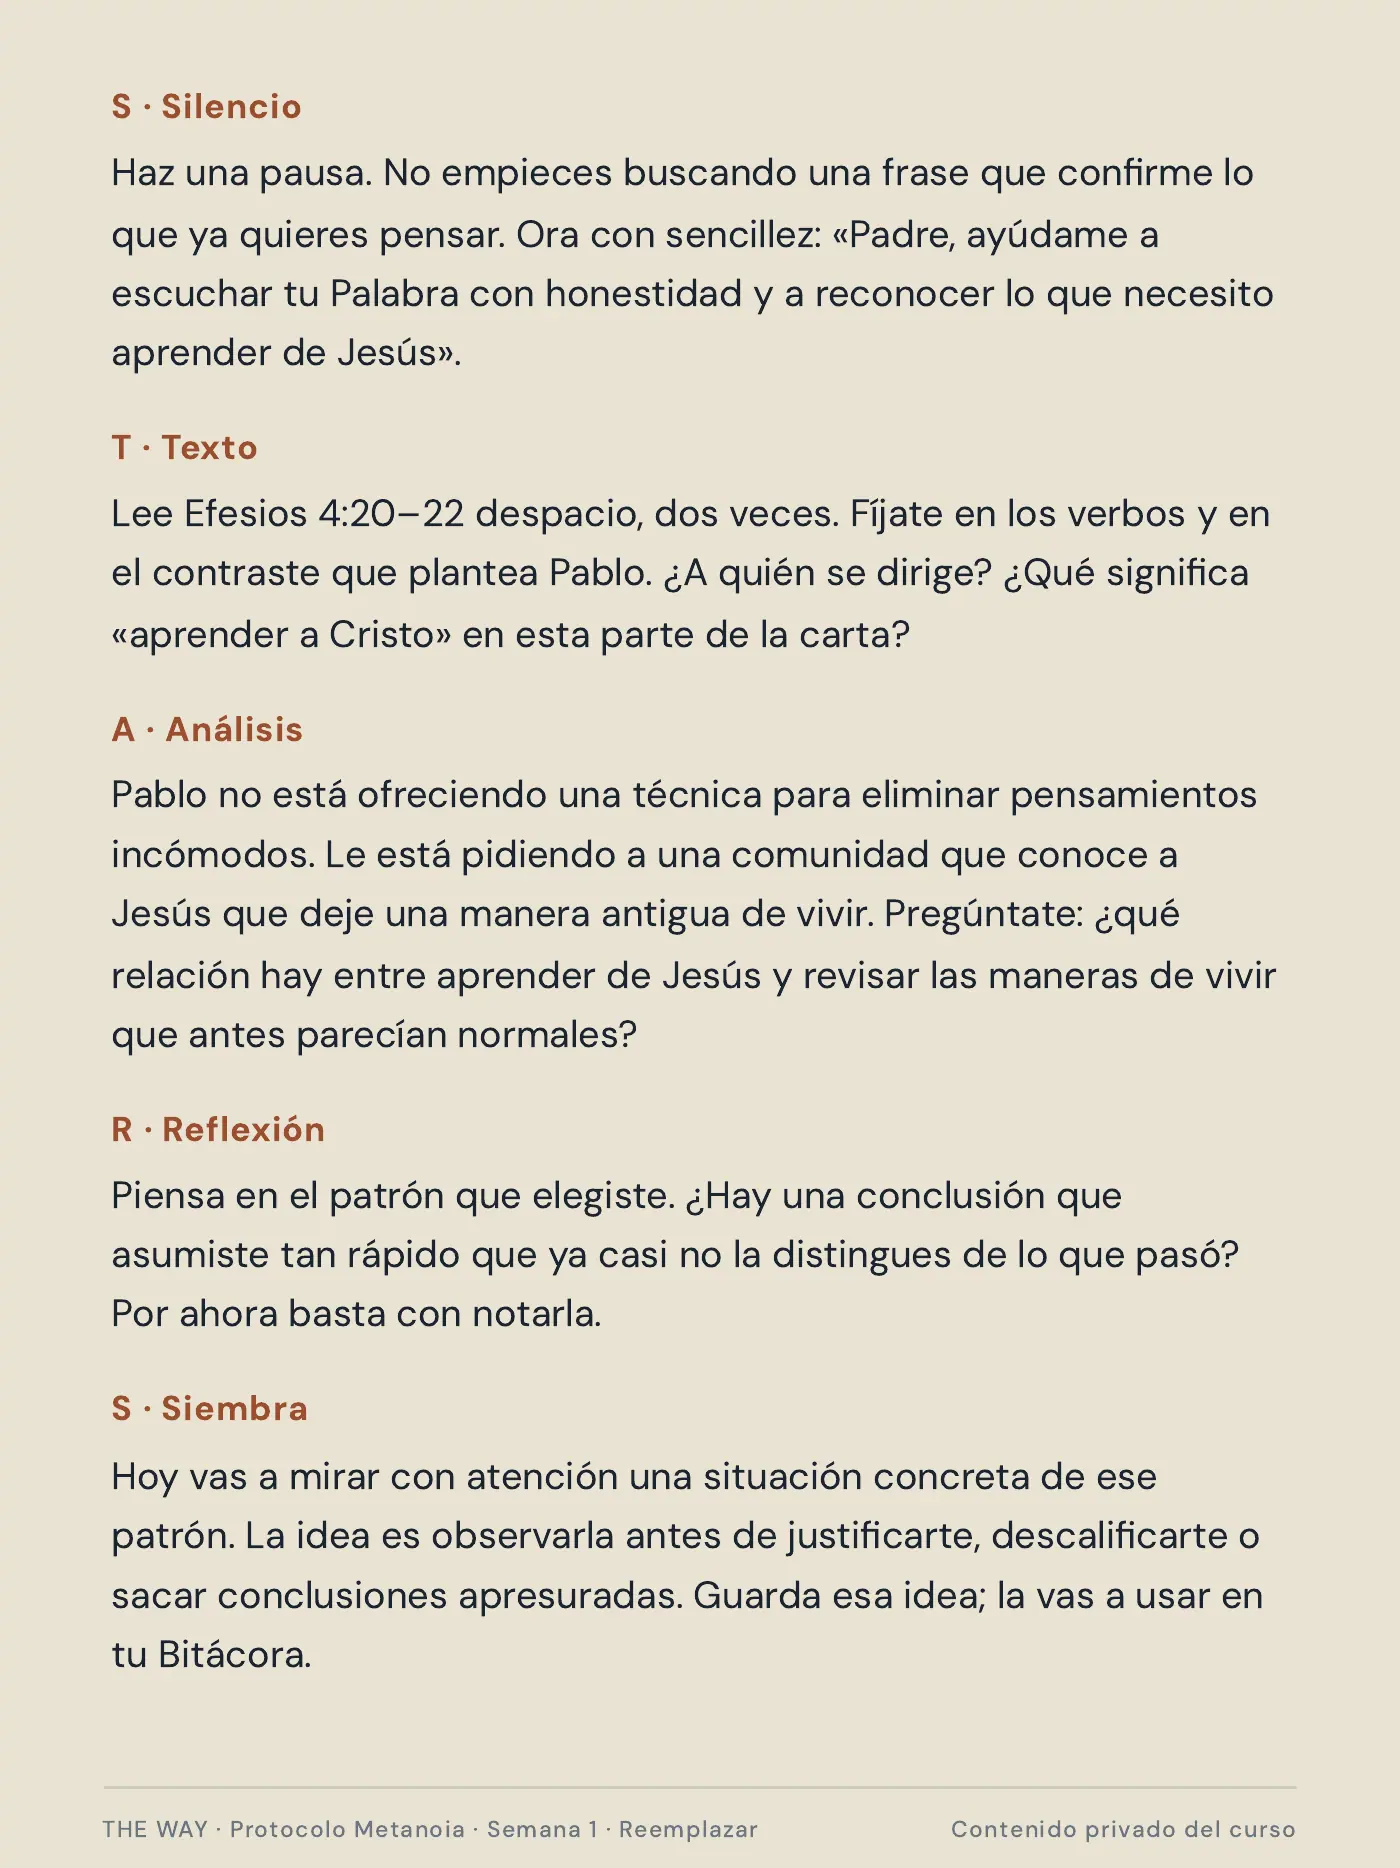 S · Silencio
Haz una pausa. No empieces buscando una frase que confirme lo
que ya quieres pensar. Ora con sencillez: «Padre, ayúdame a
escuchar tu Palabra con honestidad y a reconocer lo que necesito
aprender de Jesús».
T · Texto
Lee Efesios 4:20–22 despacio, dos veces. Fíjate en los verbos y en
el contraste que plantea Pablo. ¿A quién se dirige? ¿Qué significa
«aprender a Cristo» en esta parte de la carta?
A · Análisis
Pablo no está ofreciendo una técnica para eliminar pensamientos
incómodos. Le está pidiendo a una comunidad que conoce a
Jesús que deje una manera antigua de vivir. Pregúntate: ¿qué
relación hay entre aprender de Jesús y revisar las maneras de vivir
que antes parecían normales?
R · Reflexión
Piensa en el patrón que elegiste. ¿Hay una conclusión que
asumiste tan rápido que ya casi no la distingues de lo que pasó?
Por ahora basta con notarla.
S · Siembra
Hoy vas a mirar con atención una situación concreta de ese
patrón. La idea es observarla antes de justificarte, descalificarte o
sacar conclusiones apresuradas. Guarda esa idea; la vas a usar en
tu Bitácora.
THE WAY · Protocolo Metanoia · Semana 1 · Reemplazar
Contenido privado del curso